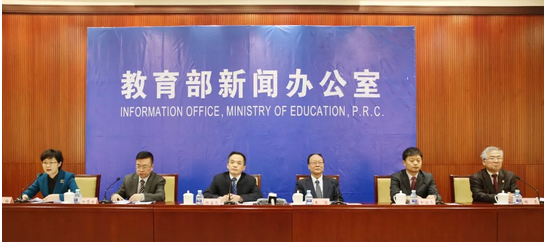 教育部新闻办公室
INFORMATION OFFICE, MINISTRY OF EDUCATION, P.R.C.